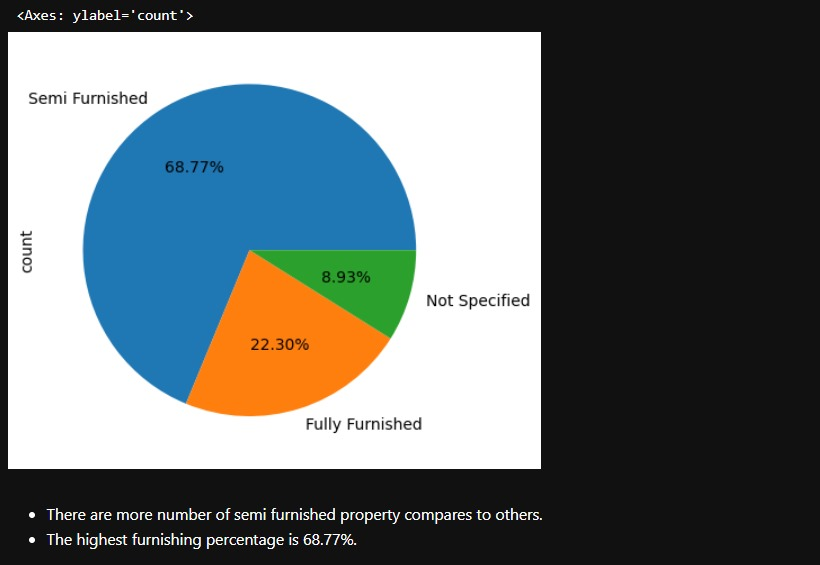 <Axes: ylabel='count'>
Semi Furnished
68.77%
count
8.93%
Not Specified
22.30%
Fully Furnished
There are more number of semi furnished property compares to others.
The highest furnishing percentage is 68.77%.